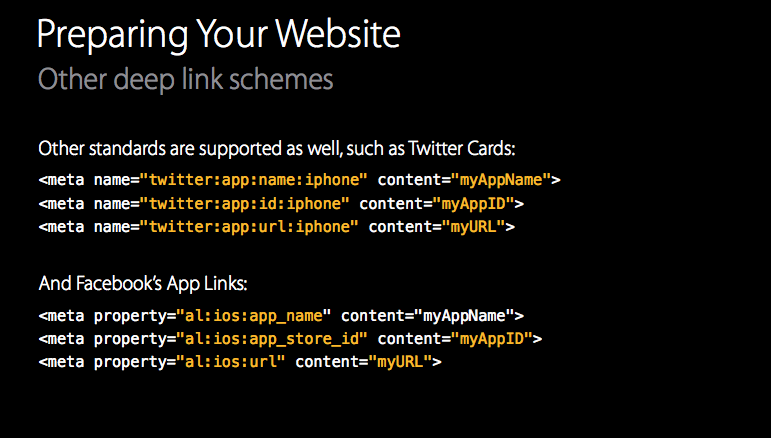 Preparing Your Website
Other deep link schemes
Other standards are supported as well, such as Twitter Cards:
<meta name="twitter:app:name:iphone" content="myAppName">
<meta name="twitter:app:id:iphone" content="myAppID">
<meta name="twitter:app:url:iphone" content="myURL">
And Facebook’s App Links:
<meta property="al:ios:app_name" content="myAppName">
<meta property="al:ios:app_store_id" content="myAppID">
<meta property="al:ios:url" content="myURL">